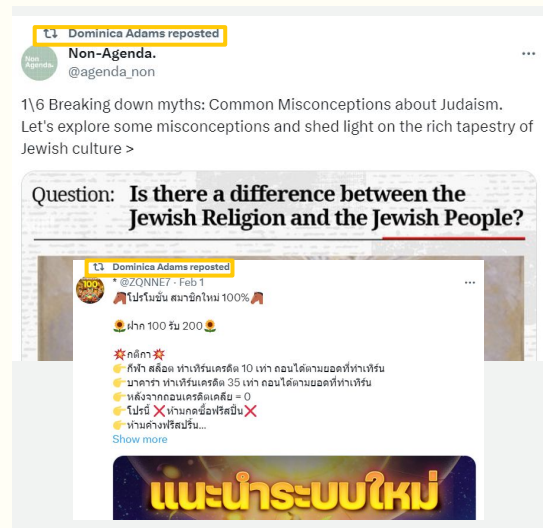 Dominica Adams reposted
Non Agenda.
Non-Agenda.
@agenda_non
1\6 Breaking down myths: Common Misconceptions about Judaism.
Let's explore some misconceptions and shed light on the rich tapestry of
Jewish culture >
Question: Is there a difference between the
Jewish Religion and the Jewish People?
Dominica Adams reposted
100
* @ZQNNE7 · Feb 1
โปรโมชั่น สมาชิกใหม่ 100%
ฝาก 100 รับ 200
กติกา
กีฬา สล็อต ทำเทิร์นเครดิต 10 เท่า ถอนได้ตามยอดที่ทำเทิร์น
บาคาร่า ทำเทิร์นเครดิต 35 เท่า ถอนได้ตามยอดที่ทำเทิร์น
หลังจากถอนเครดิตเคลีย = 0
โปรนี้ ❌ห้ามกดซื้อฟรีสปิ้น❌
ห้ามค้างฟรีสปริ้น...
Show more
แนะนำระบบใหม่